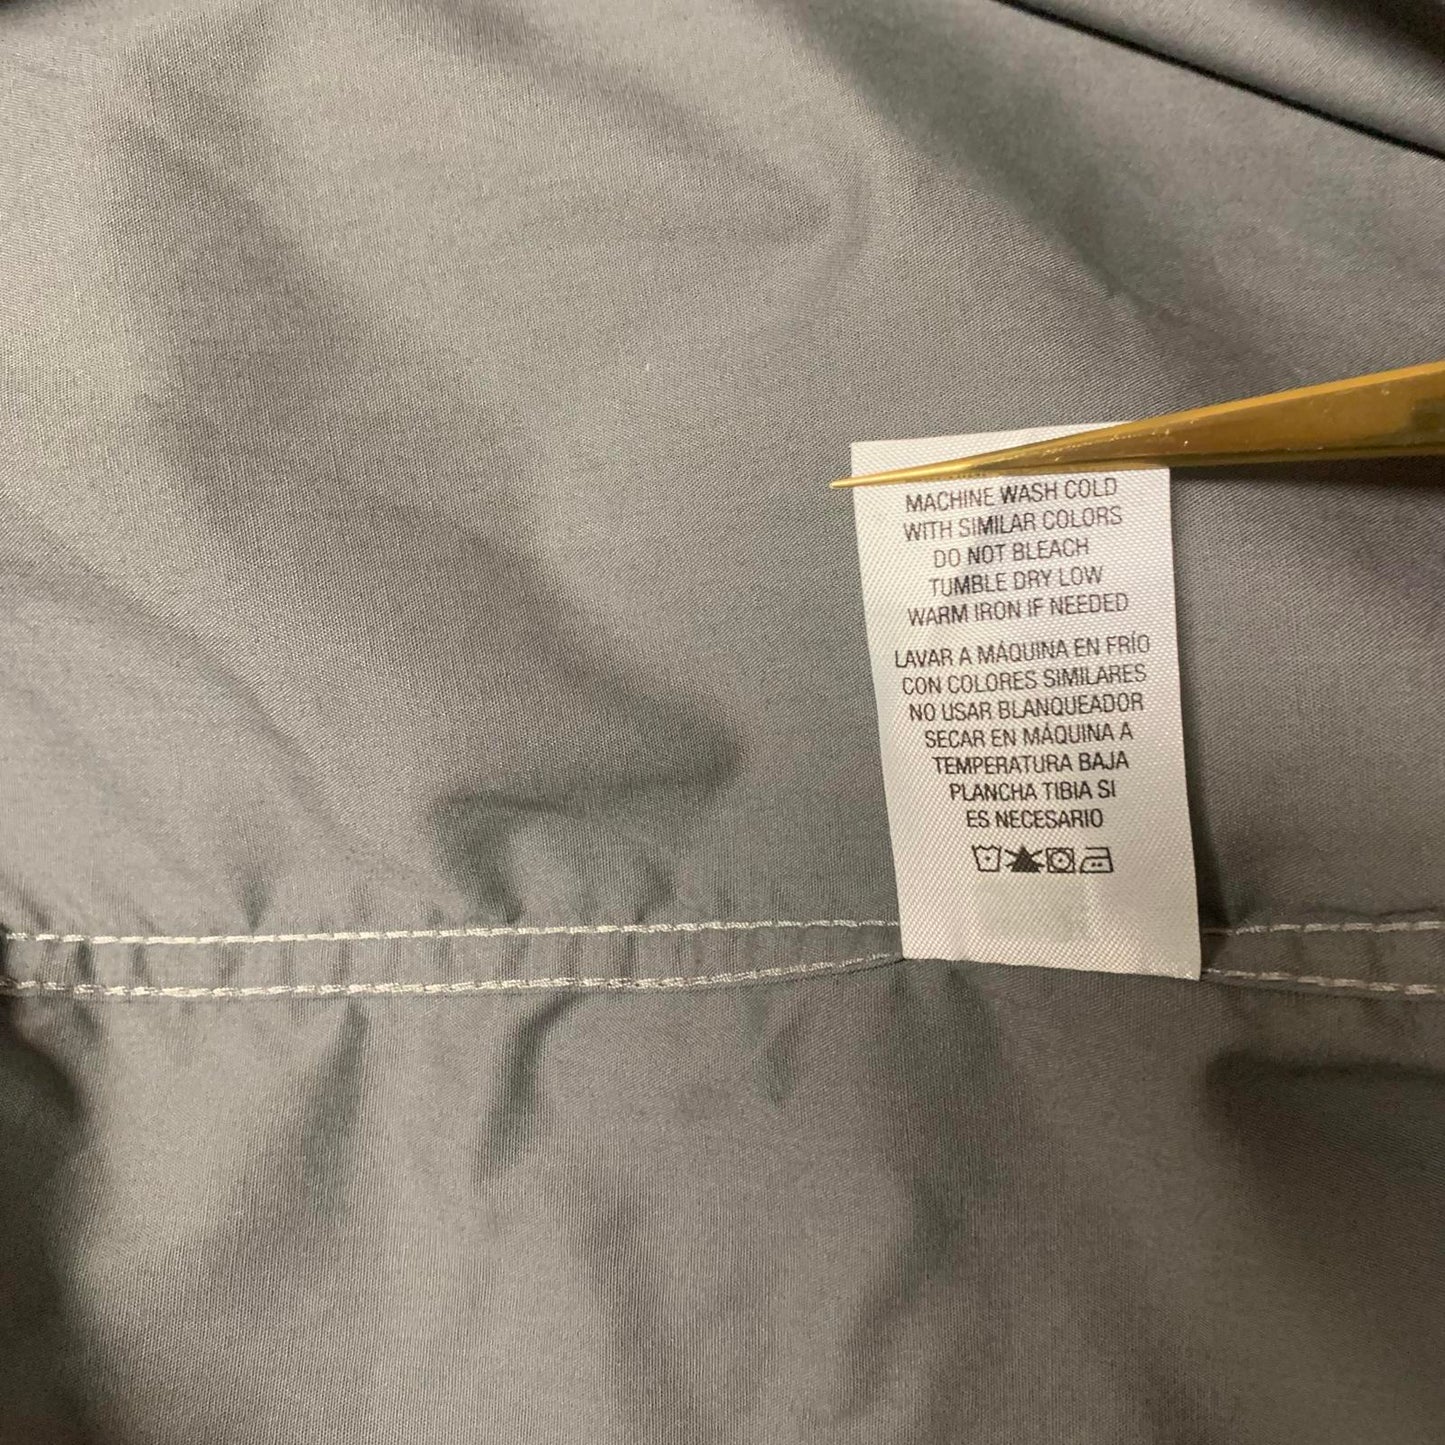 MACHINE WASH COLD
WITH SIMILAR COLORS
DO NOT BLEACH
TUMBLE DRY LOW
WARM IRON IF NEEDED
LAVAR A MÁQUINA EN FRÍO
CON COLORES SIMILARES
NO USAR BLANQUEADOR
SECAR EN MÁQUINA A
TEMPERATURA BAJA
PLANCHA TIBIA SI
ES NECESARIO